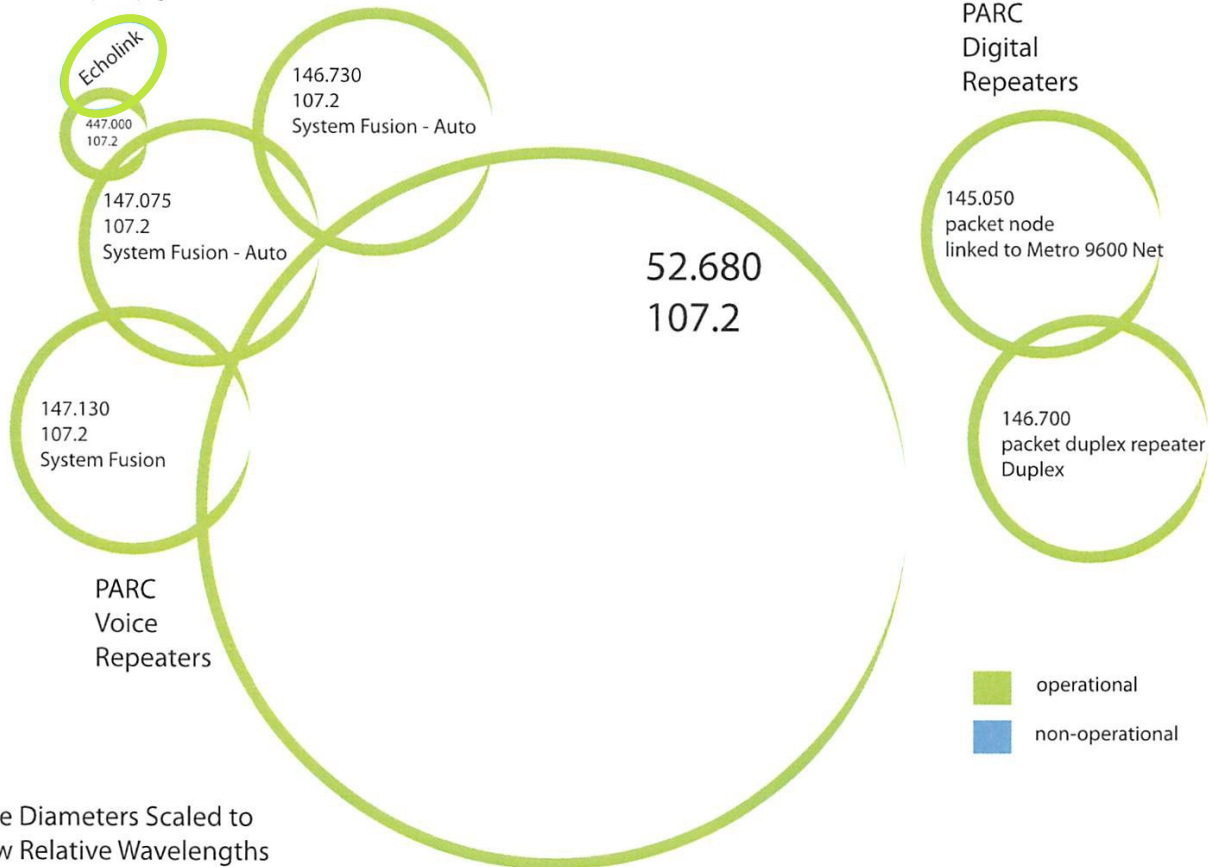 Echolink
447.000
107.2
146.730
107.2
System Fusion - Auto
147.075
107.2
System Fusion - Auto
147.130
107.2
System Fusion
52.680
107.2
PARC
Voice
Repeaters
PARC
Digital
Repeaters
145.050
packet node
linked to Metro 9600 Net
146.700
packet duplex repeater
Duplex
operational
non-operational
e Diameters Scaled to
w Relative Wavelengths